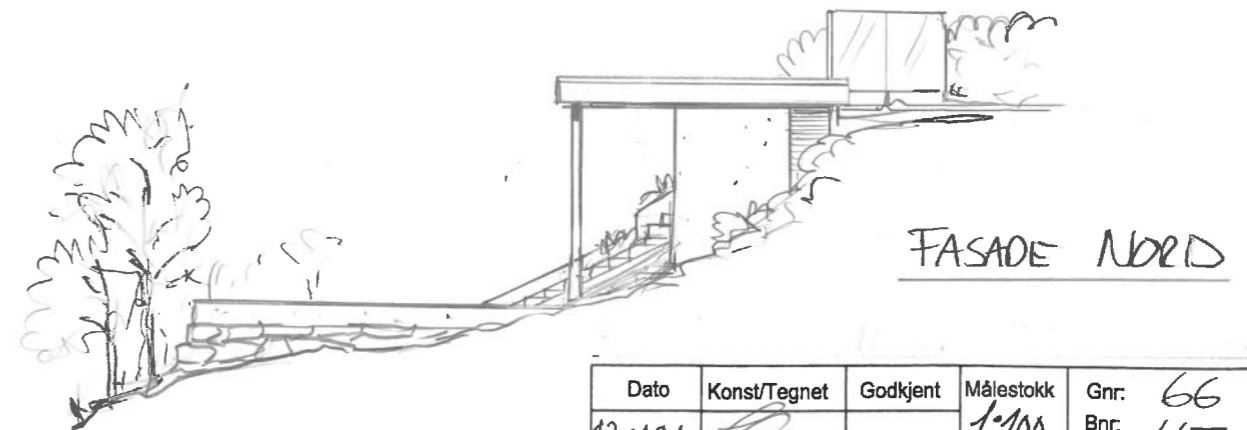 FASADE NORD
Dato Konst/Tegnet Godkjent Målestokk Gnr: 66
1:100 Bnr: